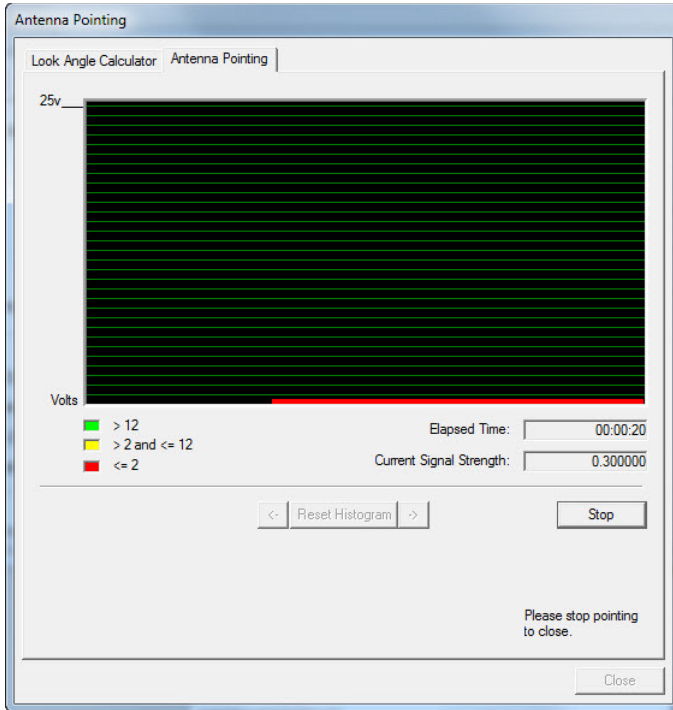 Antenna Pointing
Look Angle Calculator Antenna Pointing
25v
Volts
> 12
> 2 and <= 12
<= 2
Elapsed Time: 00:00:20
Current Signal Strength: 0.300000
<- Reset Histogram -> Stop
Please stop pointing
to close.
Close